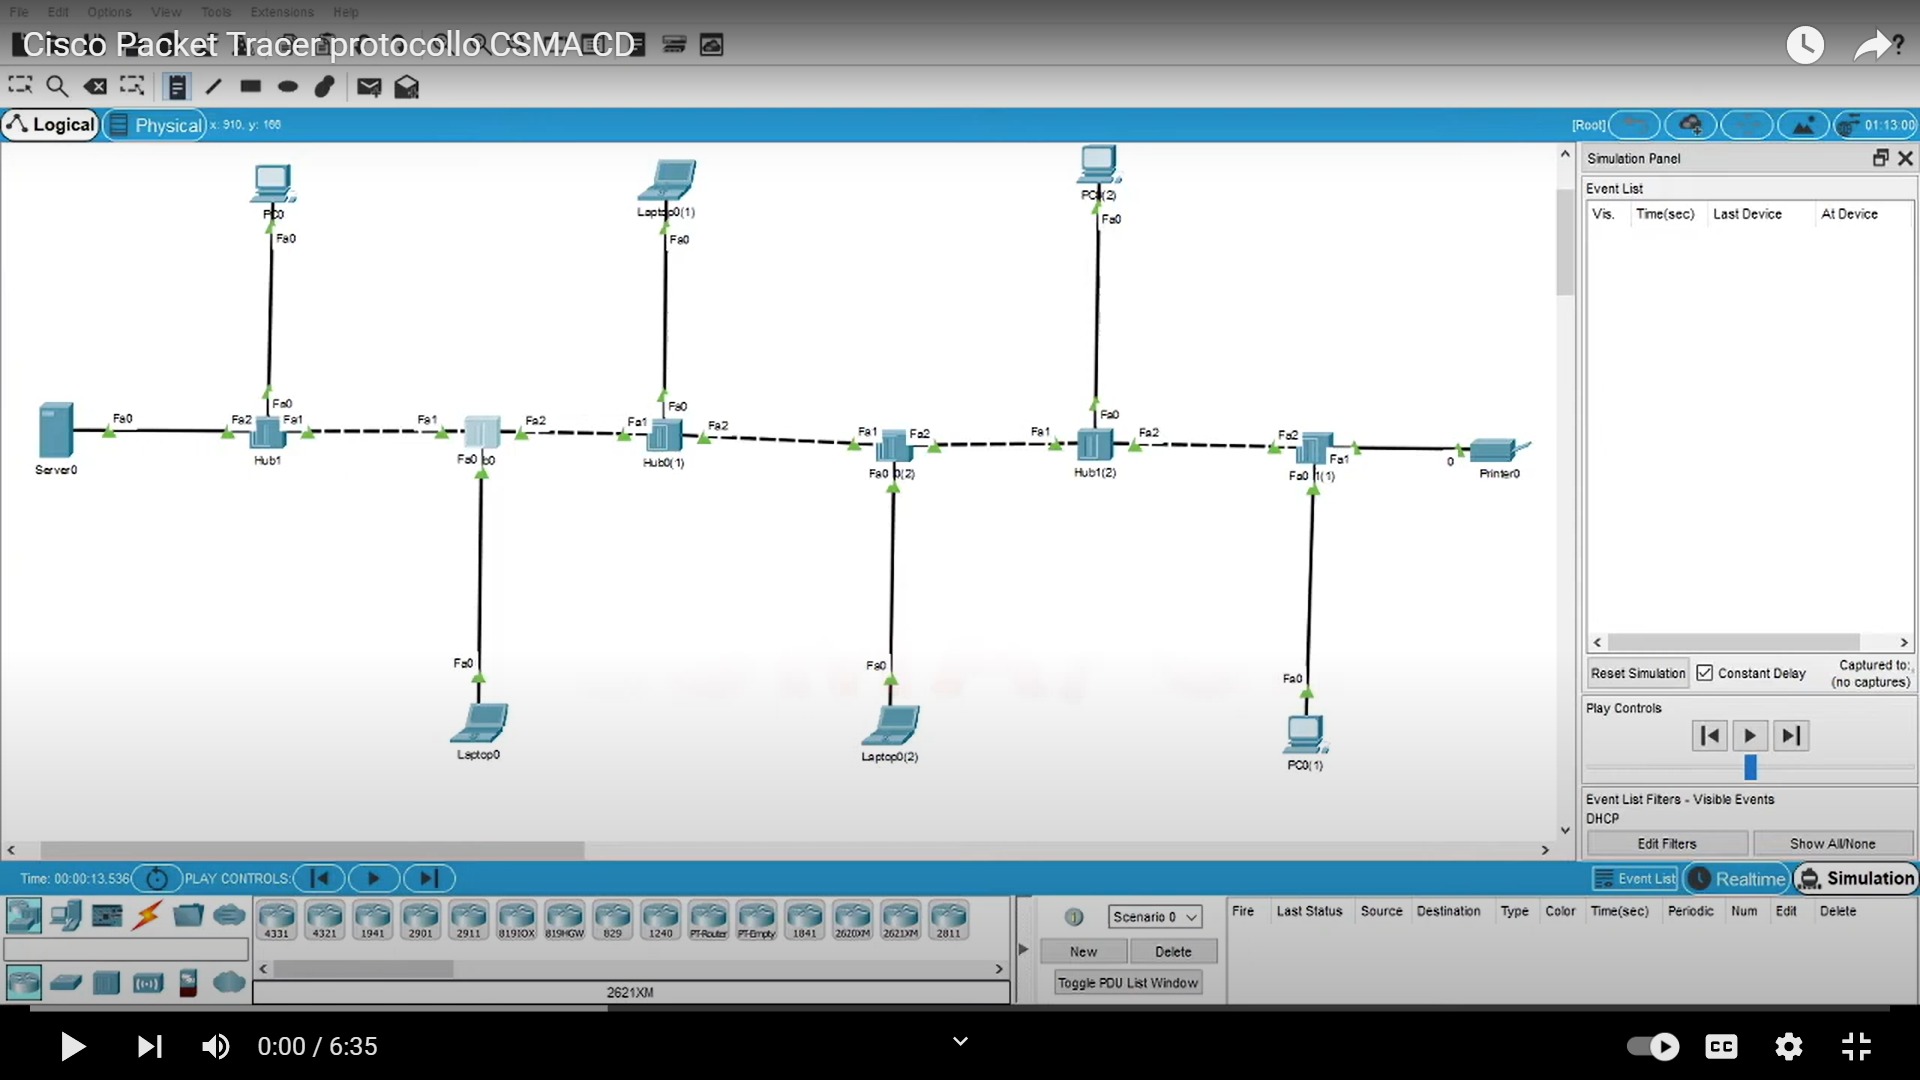 File Edit Options View Tools Extensions Help
Cisco Packet Tracer protocollo CSMA CD
?
Logical Physical x: 910, y: 166 [Root] 01:13:00
Simulation Panel
Event List
Vis. Time(sec) Last Device At Device
PC0
Fa0
Laptop0(1)
Fa0
PC0(2)
Fa0
Server0
Fa0
Fa2 Fa0 Fa1
Hub1
Fa1 Fa2
Fa0 b0
Fa1 Fa0 Fa2
Hub0(1)
Fa1 Fa2
Fa0 0(2)
Fa1 Fa0 Fa2
Hub1(2)
Fa2 Fa1
Fa0 1(1)
0
Printer0
Fa0
Laptop0
Fa0
Laptop0(2)
Fa0
PC0(1)
Reset Simulation Constant Delay Captured to:
(no captures)
Play Controls
Event List Filters - Visible Events
DHCP
Edit Filters Show All/None
Time: 00:00:13.536 PLAY CONTROLS: Event List Realtime Simulation
4331 4321 1941 2901 2911 819IOX 819HGW 829 1240 PT-Router PT-Empty 1841 2620XM 2621XM 2811
2621XM
Scenario 0
New Delete
Toggle PDU List Window
Fire Last Status Source Destination Type Color Time(sec) Periodic Num Edit Delete
0:00 / 6:35
CC